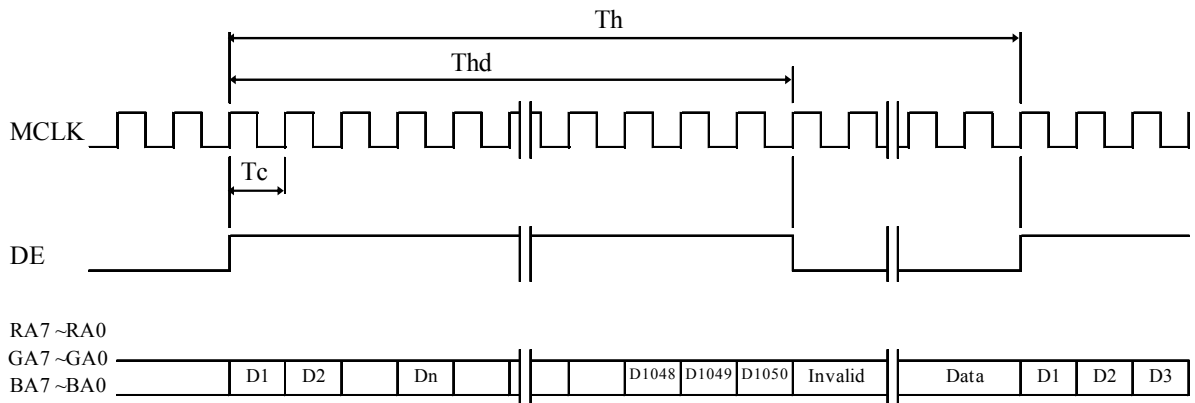 Th
Thd
MCLK
Tc
DE
RA7 ~RA0
GA7 ~GA0
BA7 ~BA0
D1 D2 Dn D1048 D1049 D1050 Invalid Data D1 D2 D3